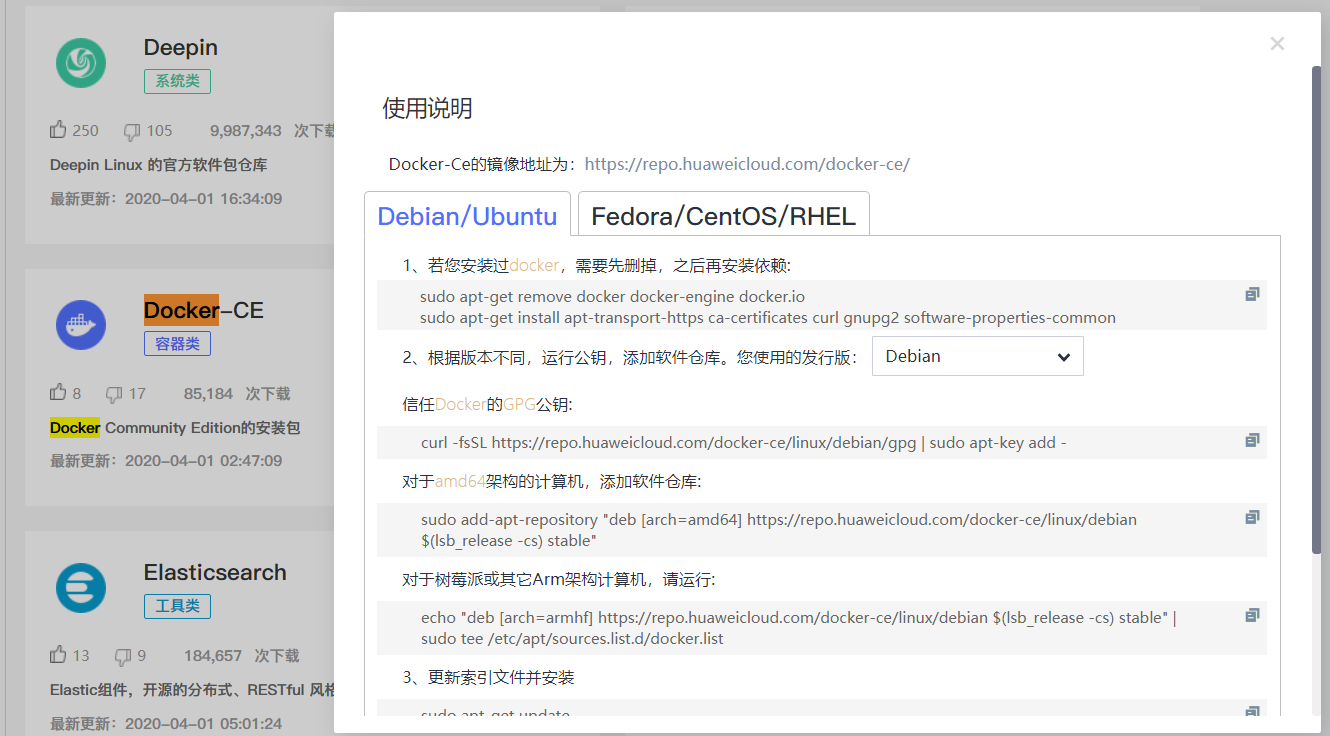 Deepin
系统类
250 105 9,987,343 次下载
Deepin Linux 的官方软件包仓库
最新更新：2020-04-01 16:34:09
Docker-CE
容器类
8 17 85,184 次下载
Docker Community Edition的安装包
最新更新：2020-04-01 02:47:09
Elasticsearch
工具类
13 9 184,657 次下载
Elastic组件，开源的分布式、RESTful 风格
最新更新：2020-04-01 05:01:24
使用说明
Docker-Ce的镜像地址为：https://repo.huaweicloud.com/docker-ce/
Debian/Ubuntu Fedora/CentOS/RHEL
1、若您安装过docker，需要先删掉，之后再安装依赖:
sudo apt-get remove docker docker-engine docker.io
sudo apt-get install apt-transport-https ca-certificates curl gnupg2 software-properties-common
2、根据版本不同，运行公钥，添加软件仓库。您使用的发行版： Debian
信任Docker的GPG公钥:
curl -fsSL https://repo.huaweicloud.com/docker-ce/linux/debian/gpg | sudo apt-key add -
对于amd64架构的计算机，添加软件仓库:
sudo add-apt-repository "deb [arch=amd64] https://repo.huaweicloud.com/docker-ce/linux/debian
$(lsb_release -cs) stable"
对于树莓派或其它Arm架构计算机，请运行:
echo "deb [arch=armhf] https://repo.huaweicloud.com/docker-ce/linux/debian $(lsb_release -cs) stable" |
sudo tee /etc/apt/sources.list.d/docker.list
3、更新索引文件并安装
sudo apt-get update